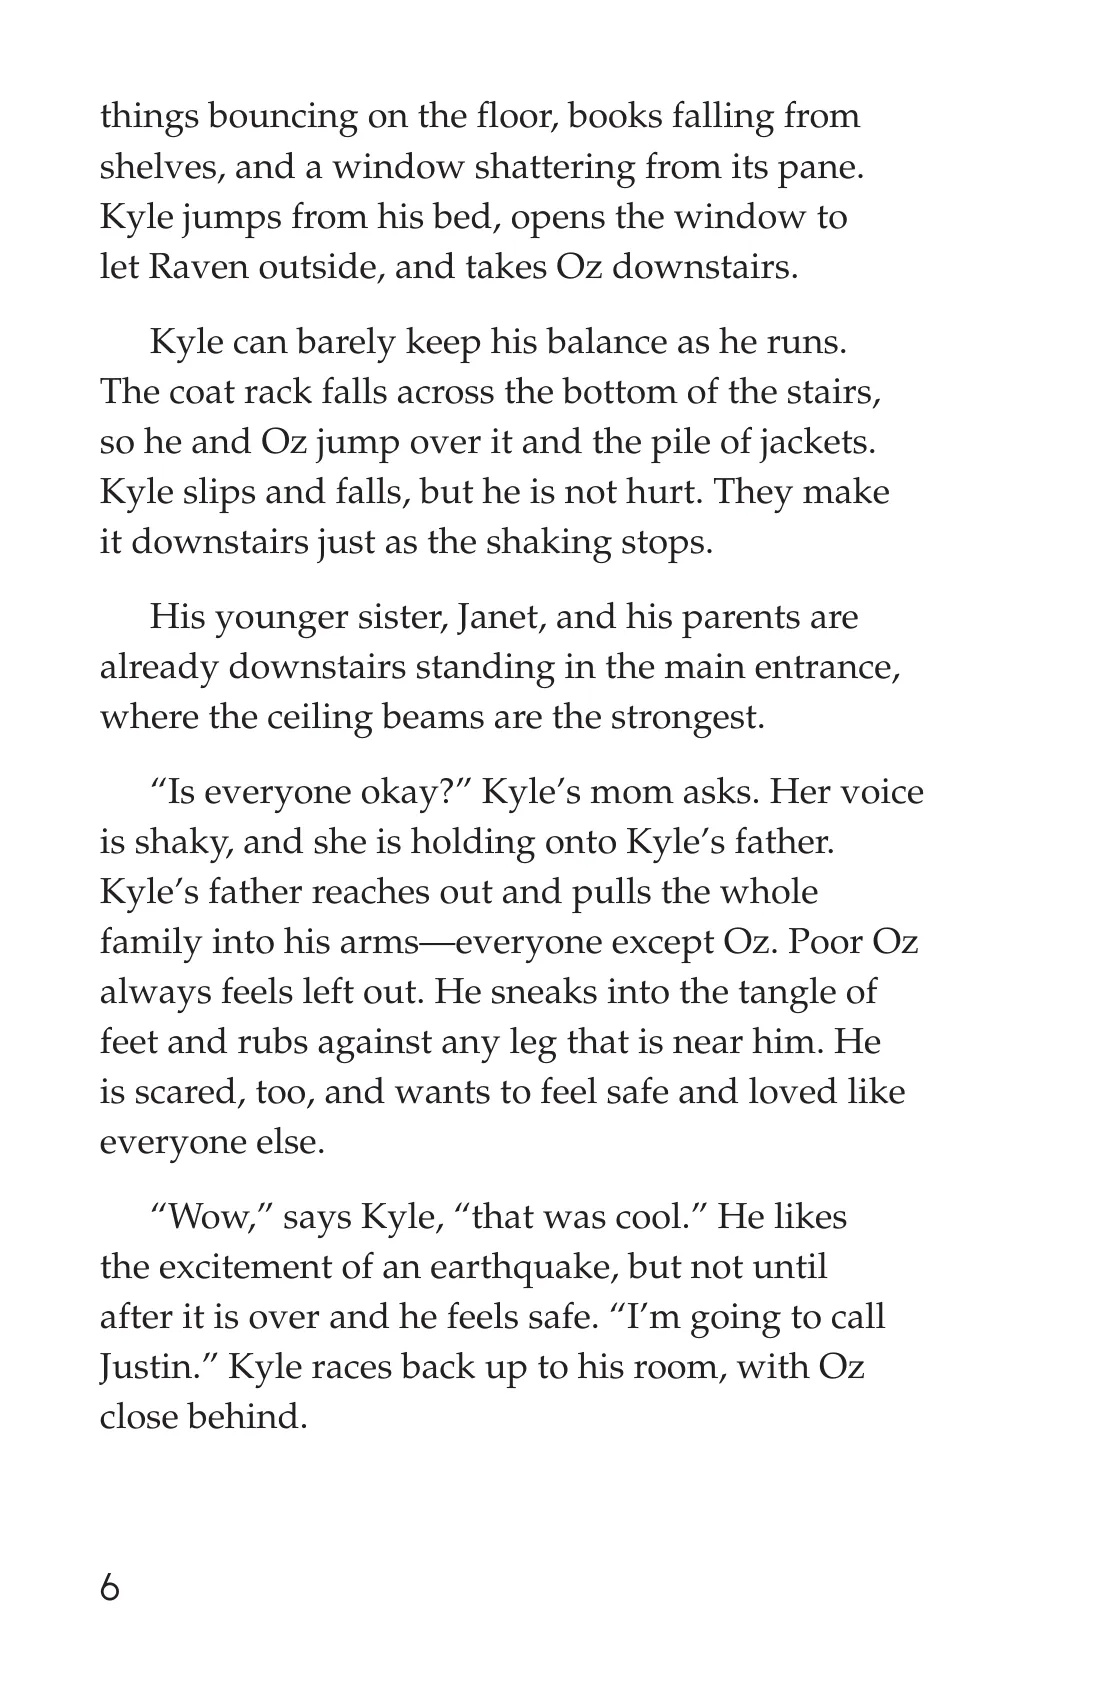 things bouncing on the floor, books falling from
shelves, and a window shattering from its pane.
Kyle jumps from his bed, opens the window to
let Raven outside, and takes Oz downstairs.
Kyle can barely keep his balance as he runs.
The coat rack falls across the bottom of the stairs,
so he and Oz jump over it and the pile of jackets.
Kyle slips and falls, but he is not hurt. They make
it downstairs just as the shaking stops.
His younger sister, Janet, and his parents are
already downstairs standing in the main entrance,
where the ceiling beams are the strongest.
“Is everyone okay?” Kyle’s mom asks. Her voice
is shaky, and she is holding onto Kyle’s father.
Kyle’s father reaches out and pulls the whole
family into his arms—everyone except Oz. Poor Oz
always feels left out. He sneaks into the tangle of
feet and rubs against any leg that is near him. He
is scared, too, and wants to feel safe and loved like
everyone else.
“Wow,” says Kyle, “that was cool.” He likes
the excitement of an earthquake, but not until
after it is over and he feels safe. “I’m going to call
Justin.” Kyle races back up to his room, with Oz
close behind.
6